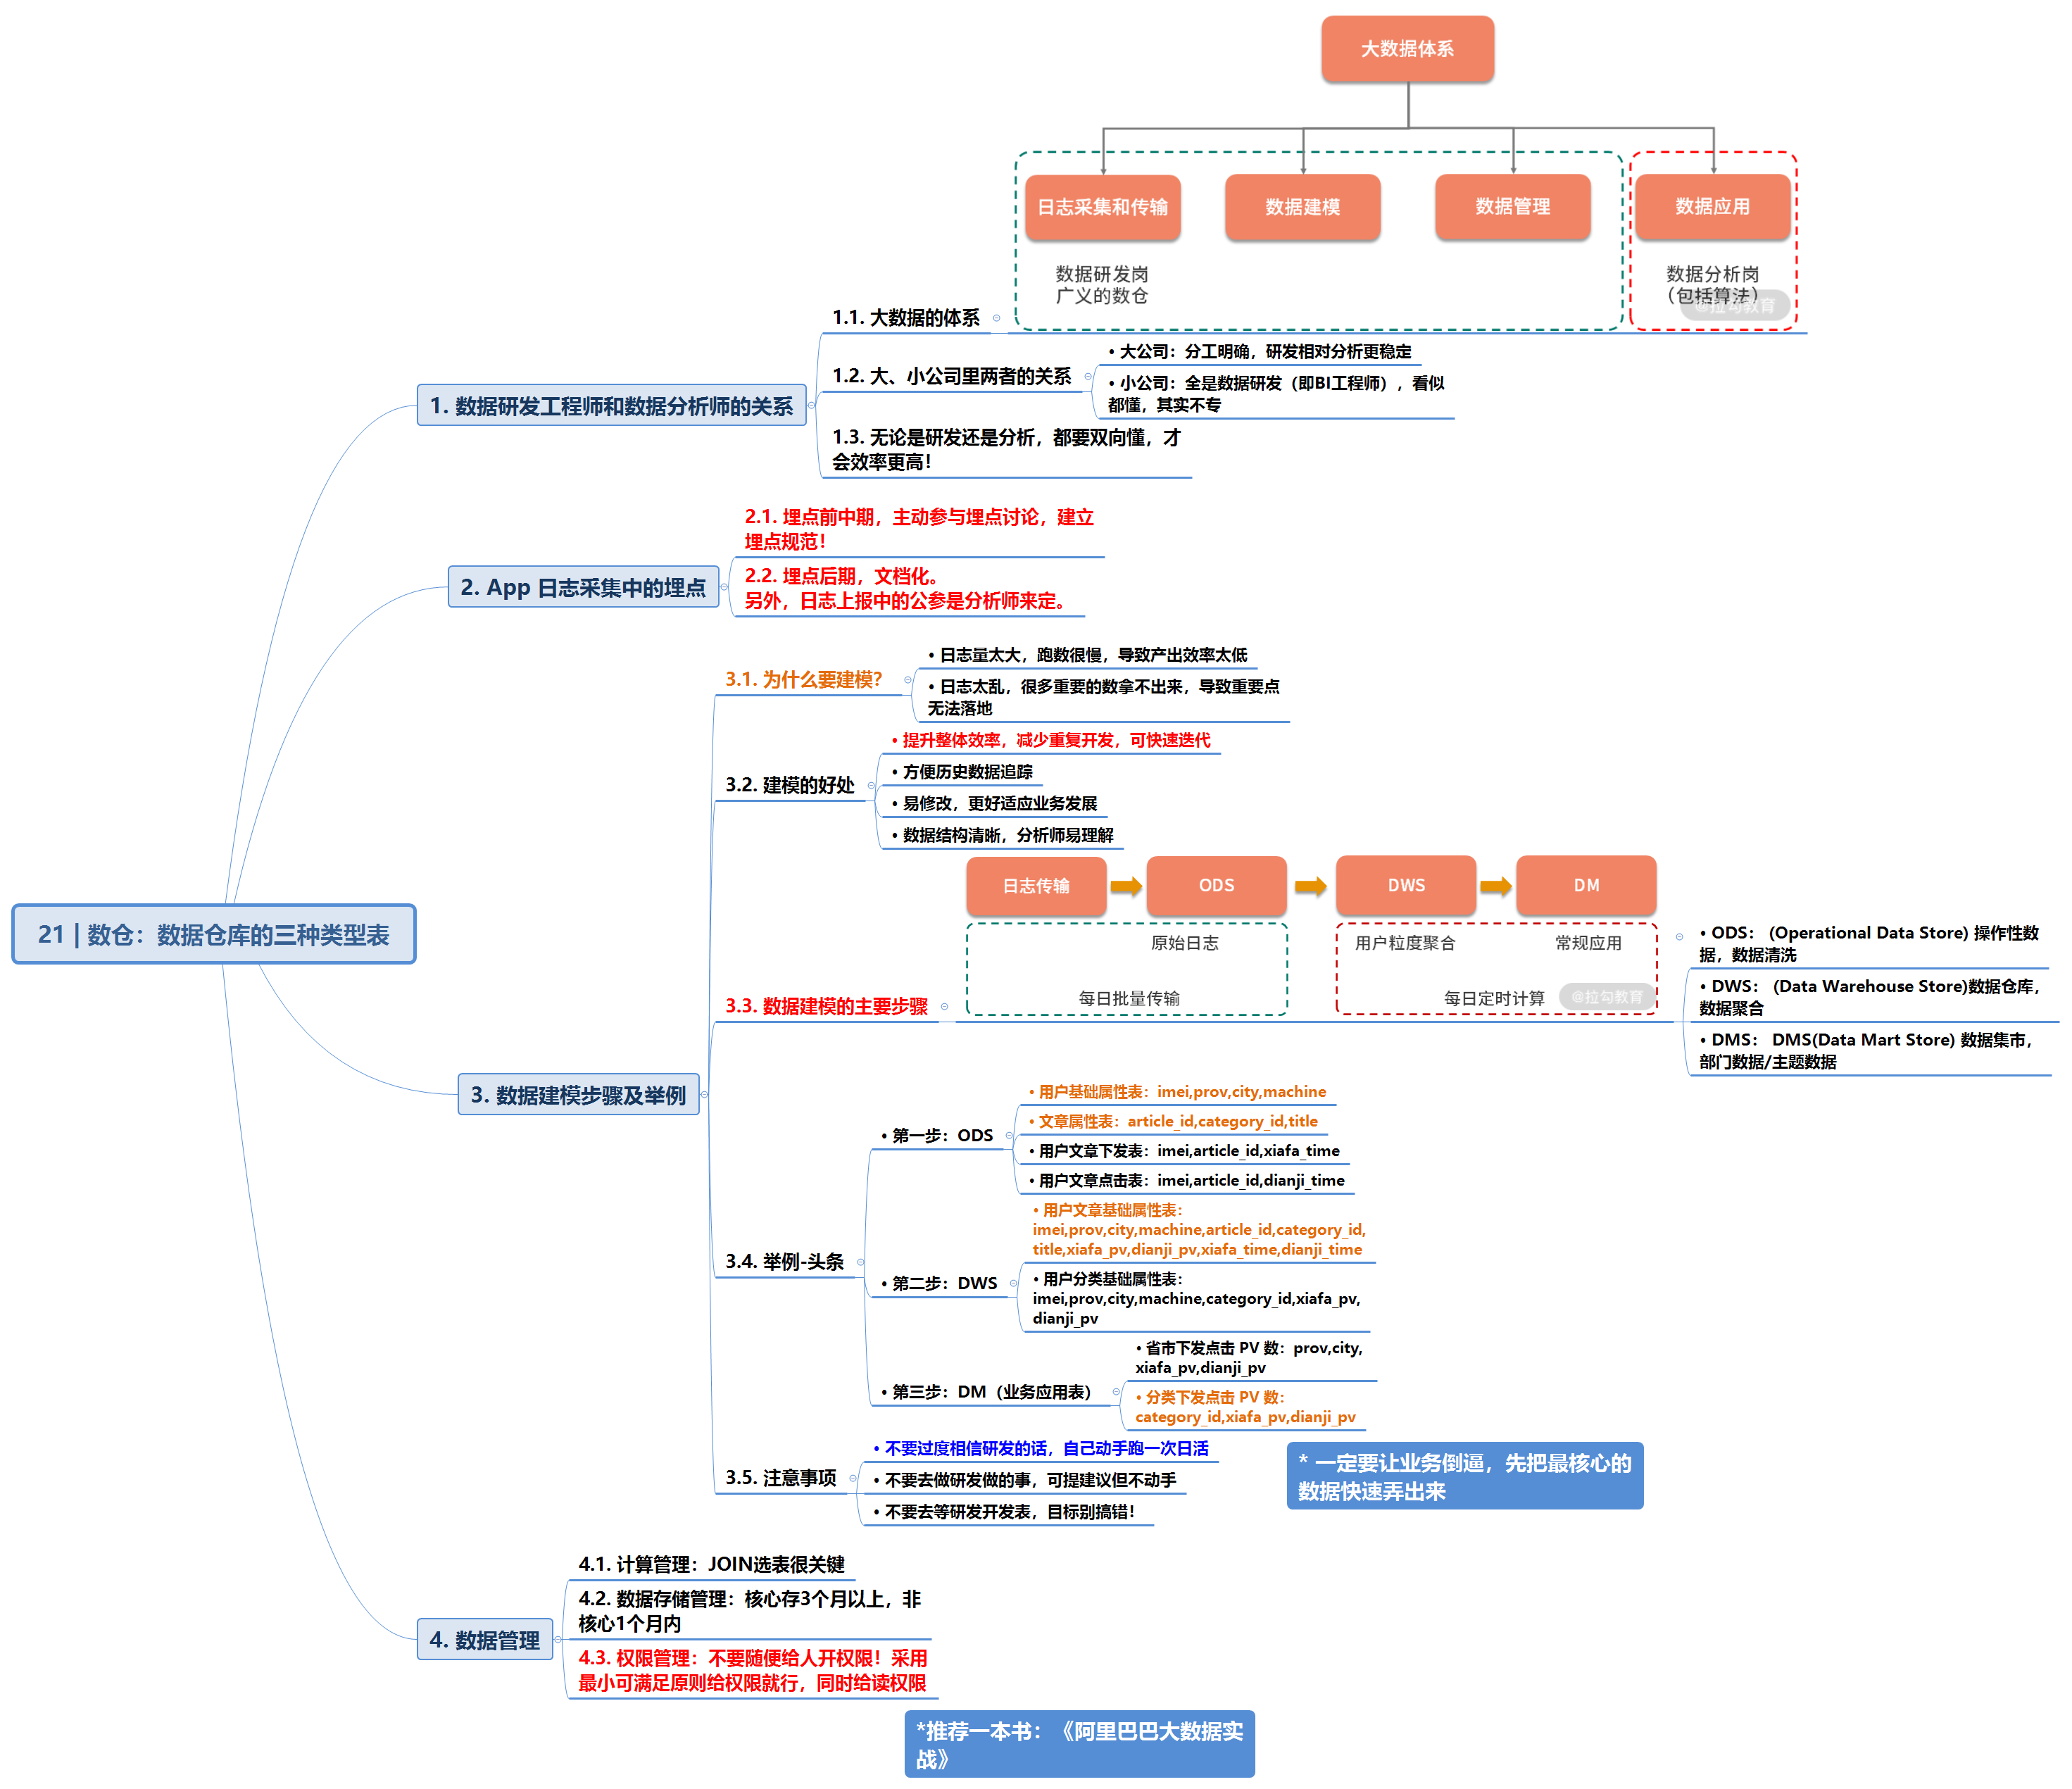 21 | 数仓：数据仓库的三种类型表
1. 数据研发工程师和数据分析师的关系
1.1. 大数据的体系
大数据体系
日志采集和传输
数据建模
数据管理
数据应用
数据研发岗
广义的数仓
数据分析岗
（包括算法）
@拉勾教育
1.2. 大、小公司里两者的关系
• 大公司：分工明确，研发相对分析更稳定
• 小公司：全是数据研发（即BI工程师），看似
都懂，其实不专
1.3. 无论是研发还是分析，都要双向懂，才
会效率更高！
2. App 日志采集中的埋点
2.1. 埋点前中期，主动参与埋点讨论，建立
埋点规范！
2.2. 埋点后期，文档化。
另外，日志上报中的公参是分析师来定。
3. 数据建模步骤及举例
3.1. 为什么要建模？
• 日志量太大，跑数很慢，导致产出效率太低
• 日志太乱，很多重要的数拿不出来，导致重要点
无法落地
3.2. 建模的好处
• 提升整体效率，减少重复开发，可快速迭代
• 方便历史数据追踪
• 易修改，更好适应业务发展
• 数据结构清晰，分析师易理解
3.3. 数据建模的主要步骤
日志传输
ODS
DWS
DM
原始日志
用户粒度聚合
常规应用
每日批量传输
每日定时计算
@拉勾教育
• ODS： (Operational Data Store) 操作性数
据，数据清洗
• DWS： (Data Warehouse Store)数据仓库，
数据聚合
• DMS： DMS(Data Mart Store) 数据集市，
部门数据/主题数据
3.4. 举例-头条
• 第一步：ODS
• 用户基础属性表：imei,prov,city,machine
• 文章属性表：article_id,category_id,title
• 用户文章下发表：imei,article_id,xiafa_time
• 用户文章点击表：imei,article_id,dianji_time
• 第二步：DWS
• 用户文章基础属性表：
imei,prov,city,machine,article_id,category_id,
title,xiafa_pv,dianji_pv,xiafa_time,dianji_time
• 用户分类基础属性表：
imei,prov,city,machine,category_id,xiafa_pv,
dianji_pv
• 第三步：DM（业务应用表）
• 省市下发点击 PV 数：prov,city,
xiafa_pv,dianji_pv
• 分类下发点击 PV 数：
category_id,xiafa_pv,dianji_pv
3.5. 注意事项
• 不要过度相信研发的话，自己动手跑一次日活
• 不要去做研发做的事，可提建议但不动手
• 不要去等研发开发表，目标别搞错！
* 一定要让业务倒逼，先把最核心的
数据快速弄出来
4. 数据管理
4.1. 计算管理：JOIN选表很关键
4.2. 数据存储管理：核心存3个月以上，非
核心1个月内
4.3. 权限管理：不要随便给人开权限！采用
最小可满足原则给权限就行，同时给读权限
*推荐一本书：《阿里巴巴大数据实
战》